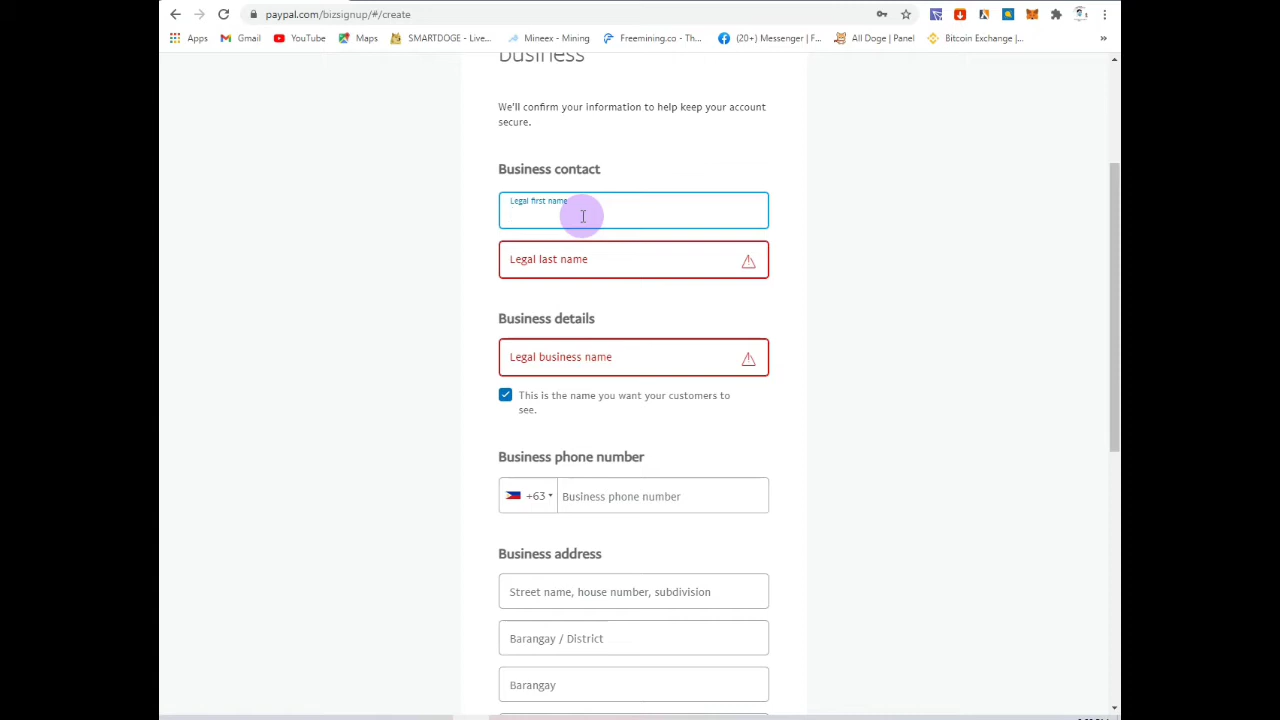 paypal.com/bizsignup/#/create
Apps
Gmail
YouTube
Maps
SMARTDOGE - Live...
Mineex - Mining
Freemining.co - Th...
(20+) Messenger | F...
All Doge | Panel
Bitcoin Exchange |...
»
business
We'll confirm your information to help keep your account
secure.
Business contact
Legal first name
Legal last name
Business details
Legal business name
This is the name you want your customers to
see.
Business phone number
+63
Business phone number
Business address
Street name, house number, subdivision
Barangay / District
Barangay